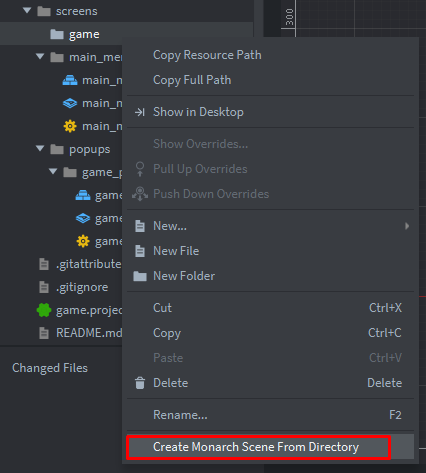 screens
300
game
main_me
Copy Resource Path
Copy Full Path
main_m
main_m
Show in Desktop
main_m
Show Overrides...
popups
Pull Up Overrides
game_p
Push Down Overrides
game
game
New...
game
New File
.gitattribute
New Folder
.gitignore
game.projec
Cut Ctrl+X
README.md
Copy Ctrl+C
Paste Ctrl+V
Changed Files
Delete Delete
Rename... F2
Create Monarch Scene From Directory